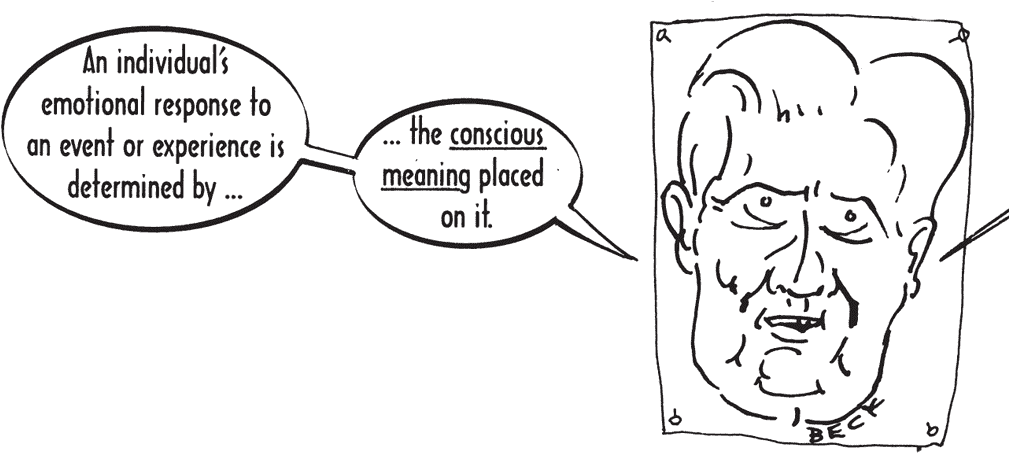 An individual's
emotional response to
an event or experience is
determined by ...
... the conscious
meaning placed
on it.
BECK